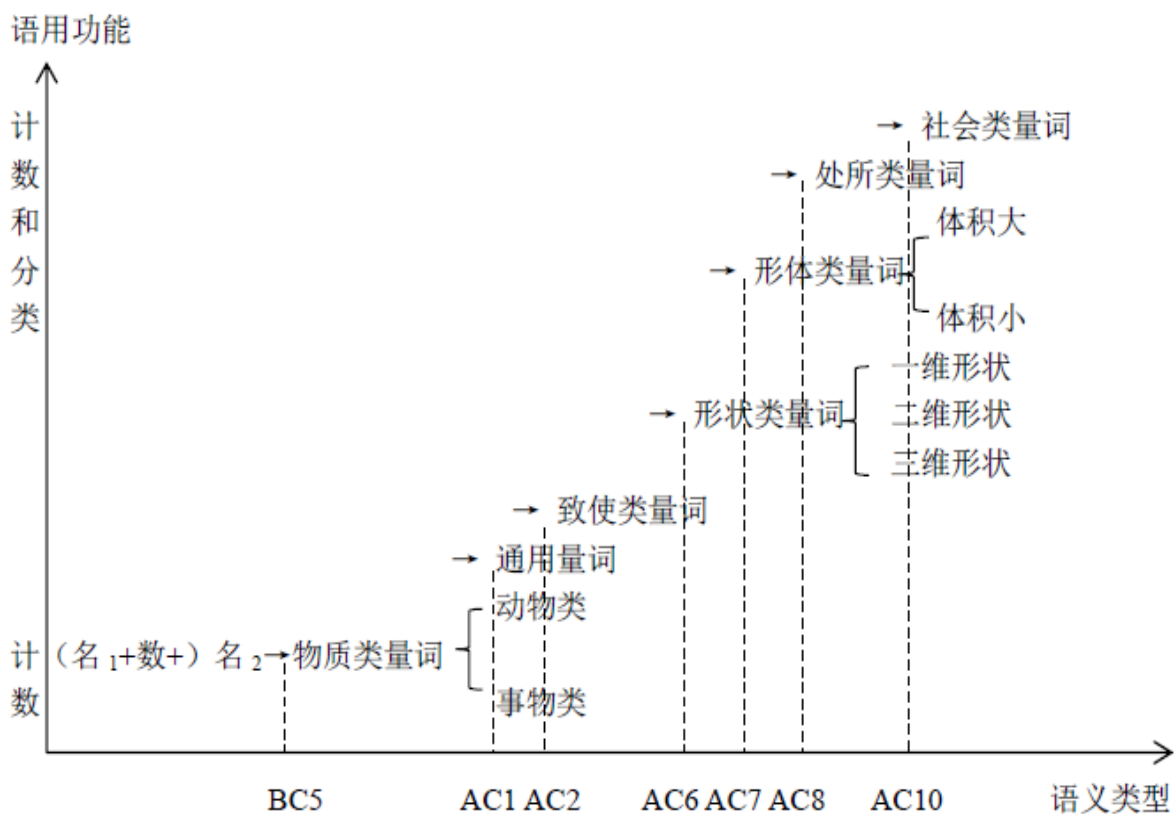 语用功能
计数和分类
→ 社会类量词
→ 处所类量词
体积大
→ 形体类量词
体积小
一维形状
→ 形状类量词
二维形状
三维形状
→ 致使类量词
→ 通用量词
动物类
计数
（名1+数+）名2→物质类量词
事物类
BC5 AC1 AC2 AC6 AC7 AC8 AC10 语义类型